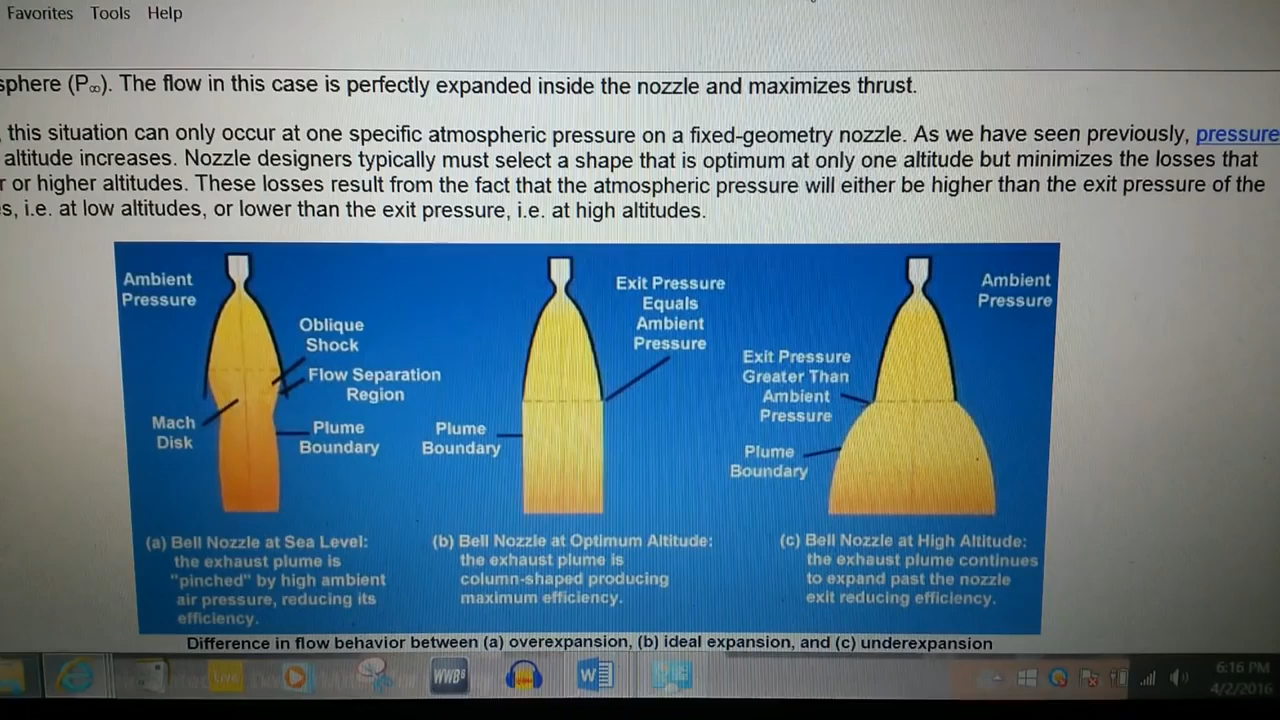 Favorites Tools Help
sphere (P∞). The flow in this case is perfectly expanded inside the nozzle and maximizes thrust.
, this situation can only occur at one specific atmospheric pressure on a fixed-geometry nozzle. As we have seen previously, pressure
altitude increases. Nozzle designers typically must select a shape that is optimum at only one altitude but minimizes the losses that
r or higher altitudes. These losses result from the fact that the atmospheric pressure will either be higher than the exit pressure of the
s, i.e. at low altitudes, or lower than the exit pressure, i.e. at high altitudes.
Ambient
Pressure
Oblique
Shock
Flow Separation
Region
Mach
Disk
Plume
Boundary
Exit Pressure
Equals
Ambient
Pressure
Plume
Boundary
Ambient
Pressure
Exit Pressure
Greater Than
Ambient
Pressure
Plume
Boundary
(a) Bell Nozzle at Sea Level:
the exhaust plume is
"pinched" by high ambient
air pressure, reducing its
efficiency.
(b) Bell Nozzle at Optimum Altitude:
the exhaust plume is
column-shaped producing
maximum efficiency.
(c) Bell Nozzle at High Altitude:
the exhaust plume continues
to expand past the nozzle
exit reducing efficiency.
Difference in flow behavior between (a) overexpansion, (b) ideal expansion, and (c) underexpansion
Live
WWB6
W
6:16 PM
4/2/2016